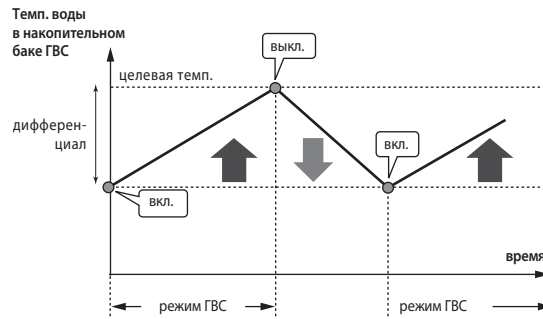 Темп. воды
в накопительном
баке ГВС
выкл.
целевая темп.
дифферен-
циал
вкл.
вкл.
время
режим ГВС
режим ГВС